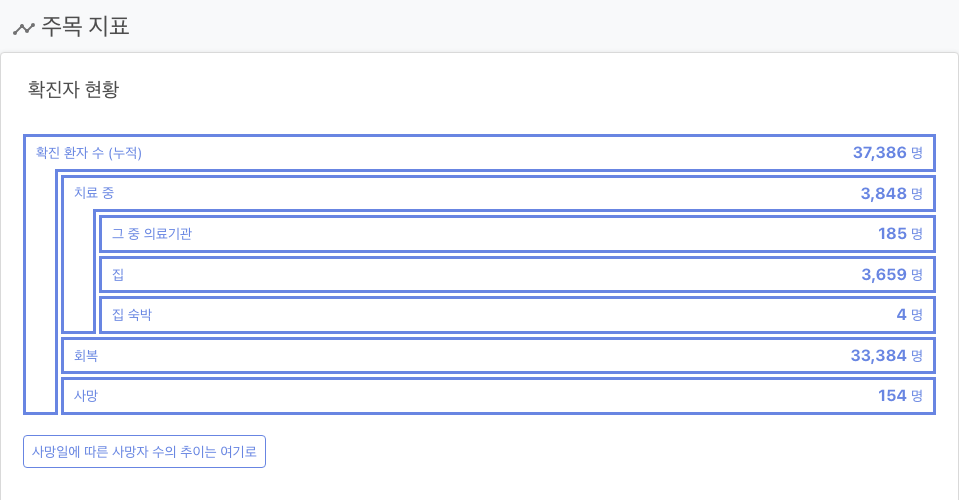 주목 지표
확진자 현황
확진 환자 수 (누적) 37,386 명
치료 중 3,848 명
그 중 의료기관 185 명
집 3,659 명
집 숙박 4 명
회복 33,384 명
사망 154 명
사망일에 따른 사망자 수의 추이는 여기로